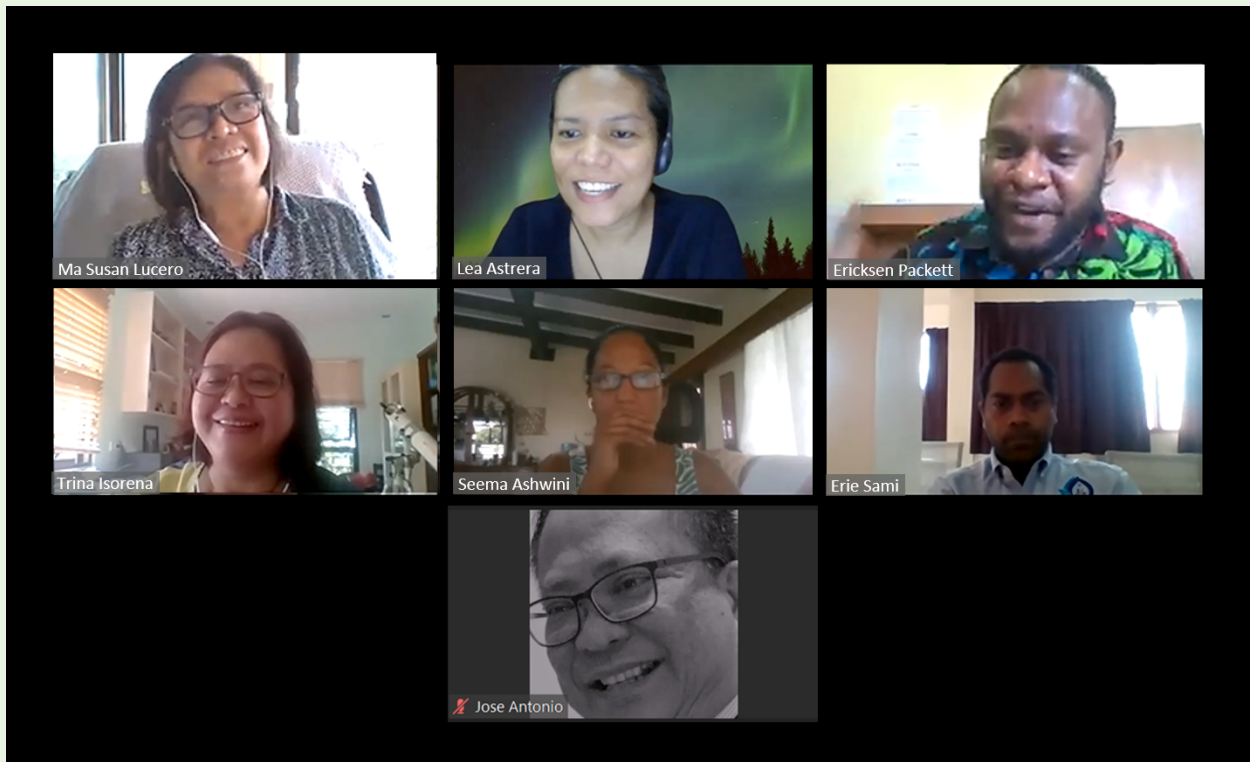 Ma Susan Lucero
Lea Astrera
Ericksen Packett
Trina Isorena
Seema Ashwini
Erie Sami
Jose Antonio